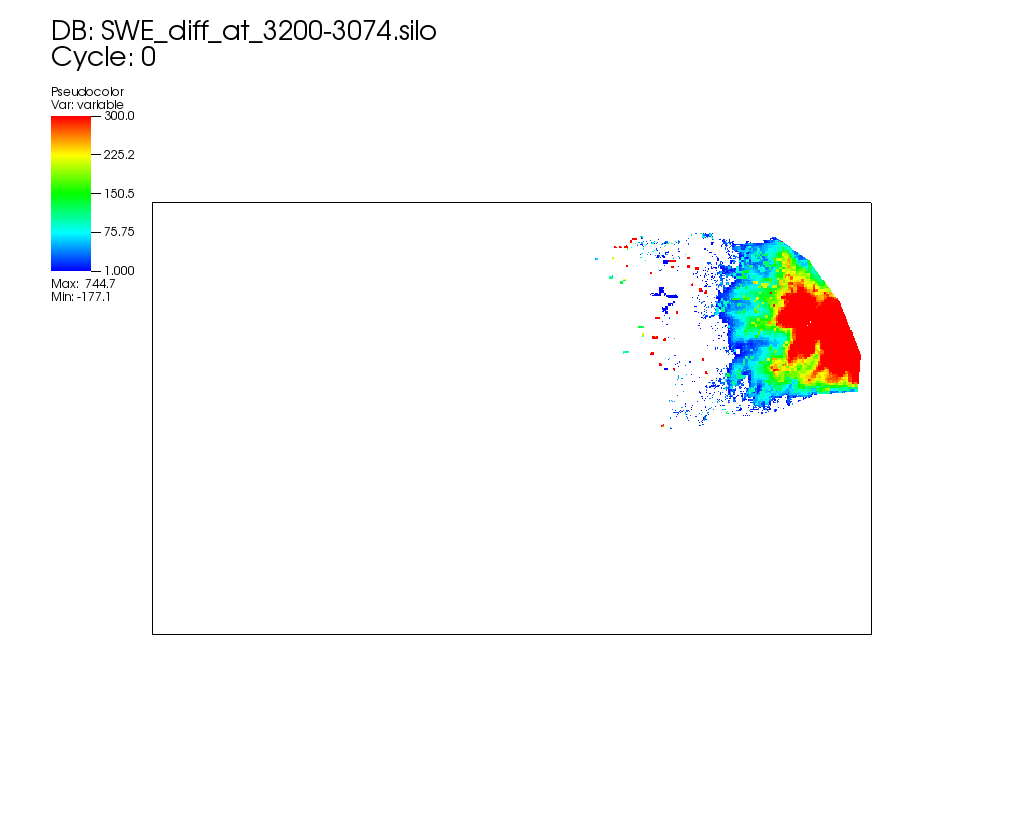 DB: SWE_diff_at_3200-3074.silo
Cycle: 0
Pseudocolor
Var: variable
300.0
225.2
150.5
75.75
1.000
Max: 744.7
Min: -177.1